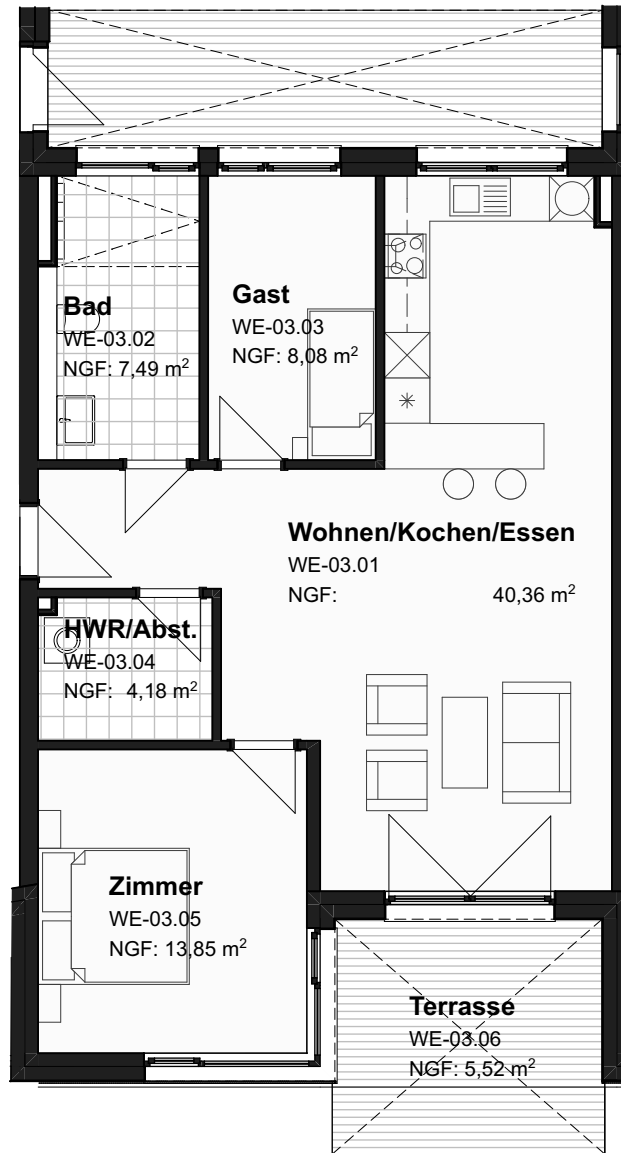 Bad
WE-03.02
NGF: 7,49 m²
Gast
WE-03.03
NGF: 8,08 m²
Wohnen/Kochen/Essen
WE-03.01
NGF: 40,36 m²
HWR/Abst.
WE-03.04
NGF: 4,18 m²
Zimmer
WE-03.05
NGF: 13,85 m²
Terrasse
WE-03.06
NGF: 5,52 m²